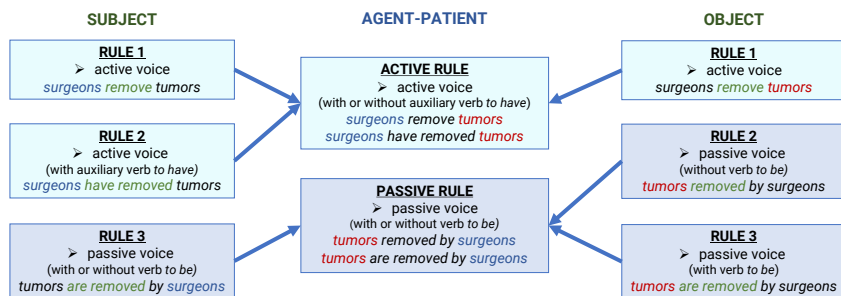 SUBJECT
RULE 1
➢ active voice
surgeons remove tumors
RULE 2
➢ active voice
(with auxiliary verb to have)
surgeons have removed tumors
RULE 3
➢ passive voice
(with or without verb to be)
tumors are removed by surgeons
AGENT-PATIENT
ACTIVE RULE
➢ active voice
(with or without auxiliary verb to have)
surgeons remove tumors
surgeons have removed tumors
PASSIVE RULE
➢ passive voice
(with or without verb to be)
tumors removed by surgeons
tumors are removed by surgeons
OBJECT
RULE 1
➢ active voice
surgeons remove tumors
RULE 2
➢ passive voice
(without verb to be)
tumors removed by surgeons
RULE 3
➢ passive voice
(with verb to be)
tumors are removed by surgeons